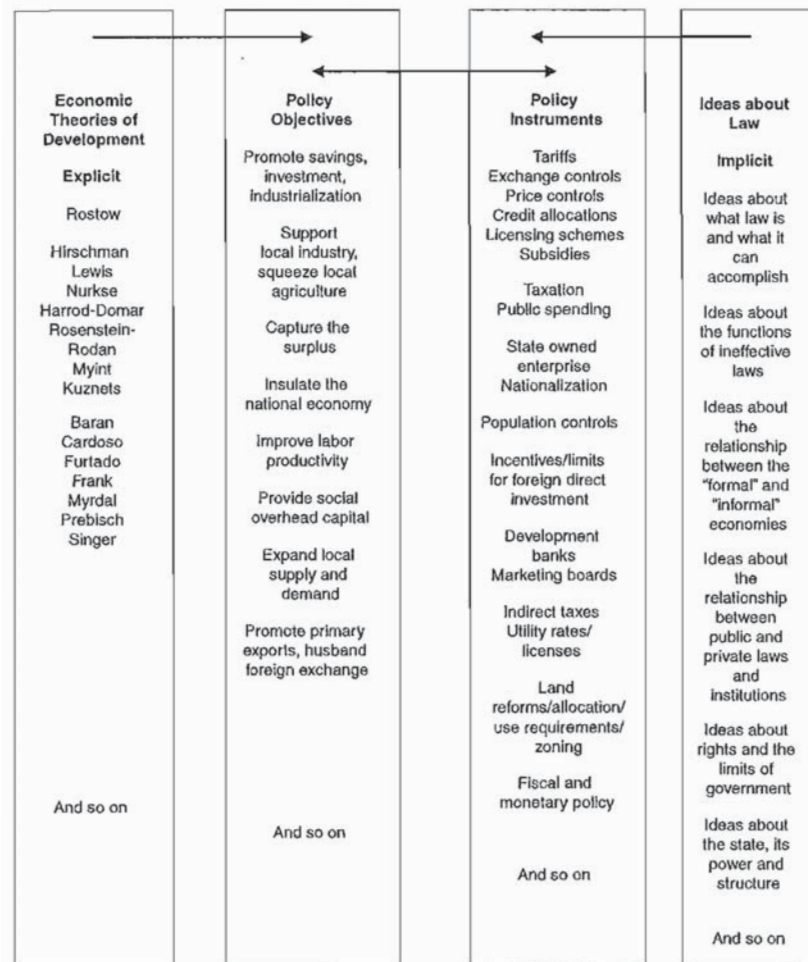 Economic
Theories of
Development
Explicit
Rostow
Hirschman
Lewis
Nurkse
Harrod-Domar
Rosenstein-
Rodan
Myint
Kuznets
Baran
Cardoso
Furtado
Frank
Myrdal
Prebisch
Singer
And so on
Policy
Objectives
Promote savings,
investment,
industrialization
Support
local industry,
squeeze local
agriculture
Capture the
surplus
Insulate the
national economy
Improve labor
productivity
Provide social
overhead capital
Expand local
supply and
demand
Promote primary
exports, husband
foreign exchange
And so on
Policy
Instruments
Tariffs
Exchange controls
Price controls
Credit allocations
Licensing schemes
Subsidies
Taxation
Public spending
State owned
enterprise
Nationalization
Population controls
Incentives/limits
for foreign direct
investment
Development
banks
Marketing boards
Indirect taxes
Utility rates/
licenses
Land
reforms/allocation/
use requirements/
zoning
Fiscal and
monetary policy
And so on
Ideas about
Law
Implicit
Ideas about
what law is
and what it
can
accomplish
Ideas about
the functions
of ineffective
laws
Ideas about
the
relationship
between the
"formal" and
"informal"
economies
Ideas about
the
relationship
between
public and
private laws
and
institutions
Ideas about
rights and the
limits of
government
Ideas about
the state, its
power and
structure
And so on